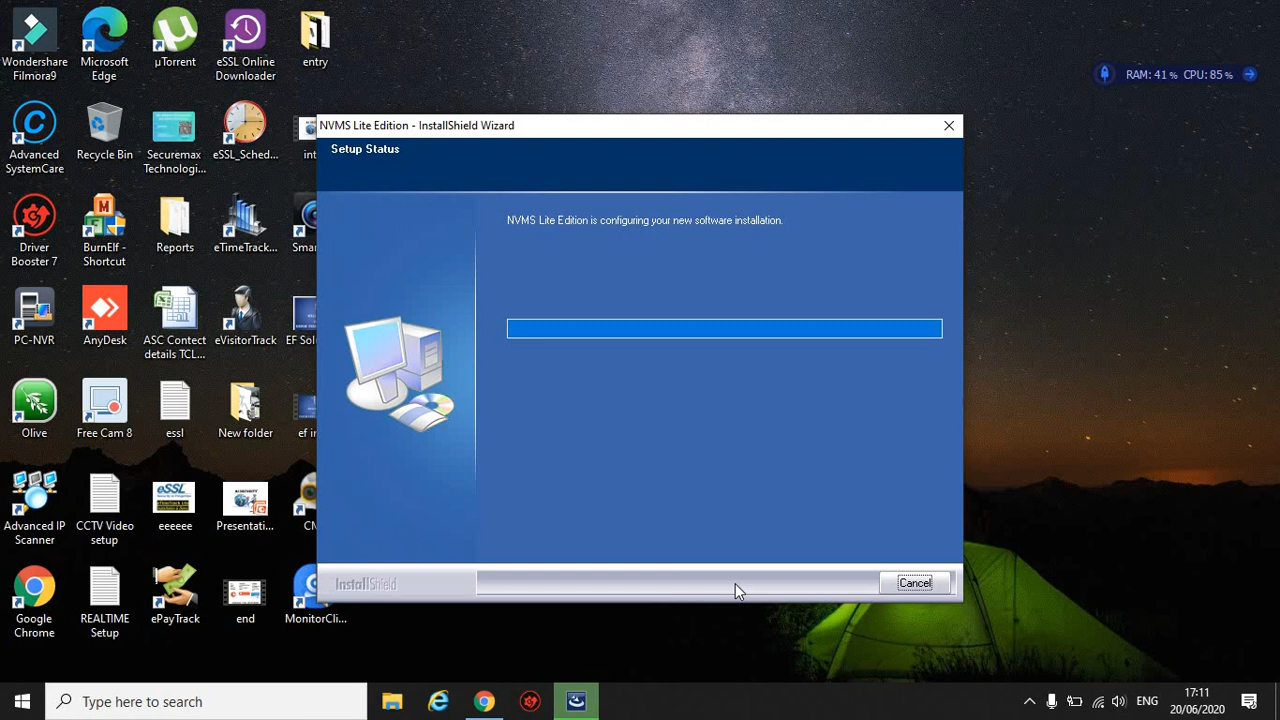 Wondershare
Filmora9
Microsoft
Edge
µTorrent
eSSL Online
Downloader
entry
RAM: 41 % CPU: 85 %
NVMS Lite Edition - InstallShield Wizard
Setup Status
Advanced
SystemCare
Recycle Bin
Securemax
Technologi...
eSSL_Sched...
int
NVMS Lite Edition is configuring your new software installation.
Driver
Booster 7
BurnElf -
Shortcut
Reports
eTimeTrack...
Smar
PC-NVR
AnyDesk
ASC Contect
details TCL...
eVisitorTrack
EF Sol
Olive
Free Cam 8
essl
New folder
ef in
Advanced IP
Scanner
CCTV Video
setup
eSSL
eeeeee
Presentati...
CN
InstallShield
Cancel
Google
Chrome
REALTIME
Setup
ePayTrack
end
MonitorCli...
Type here to search
ENG
17:11
20/06/2020